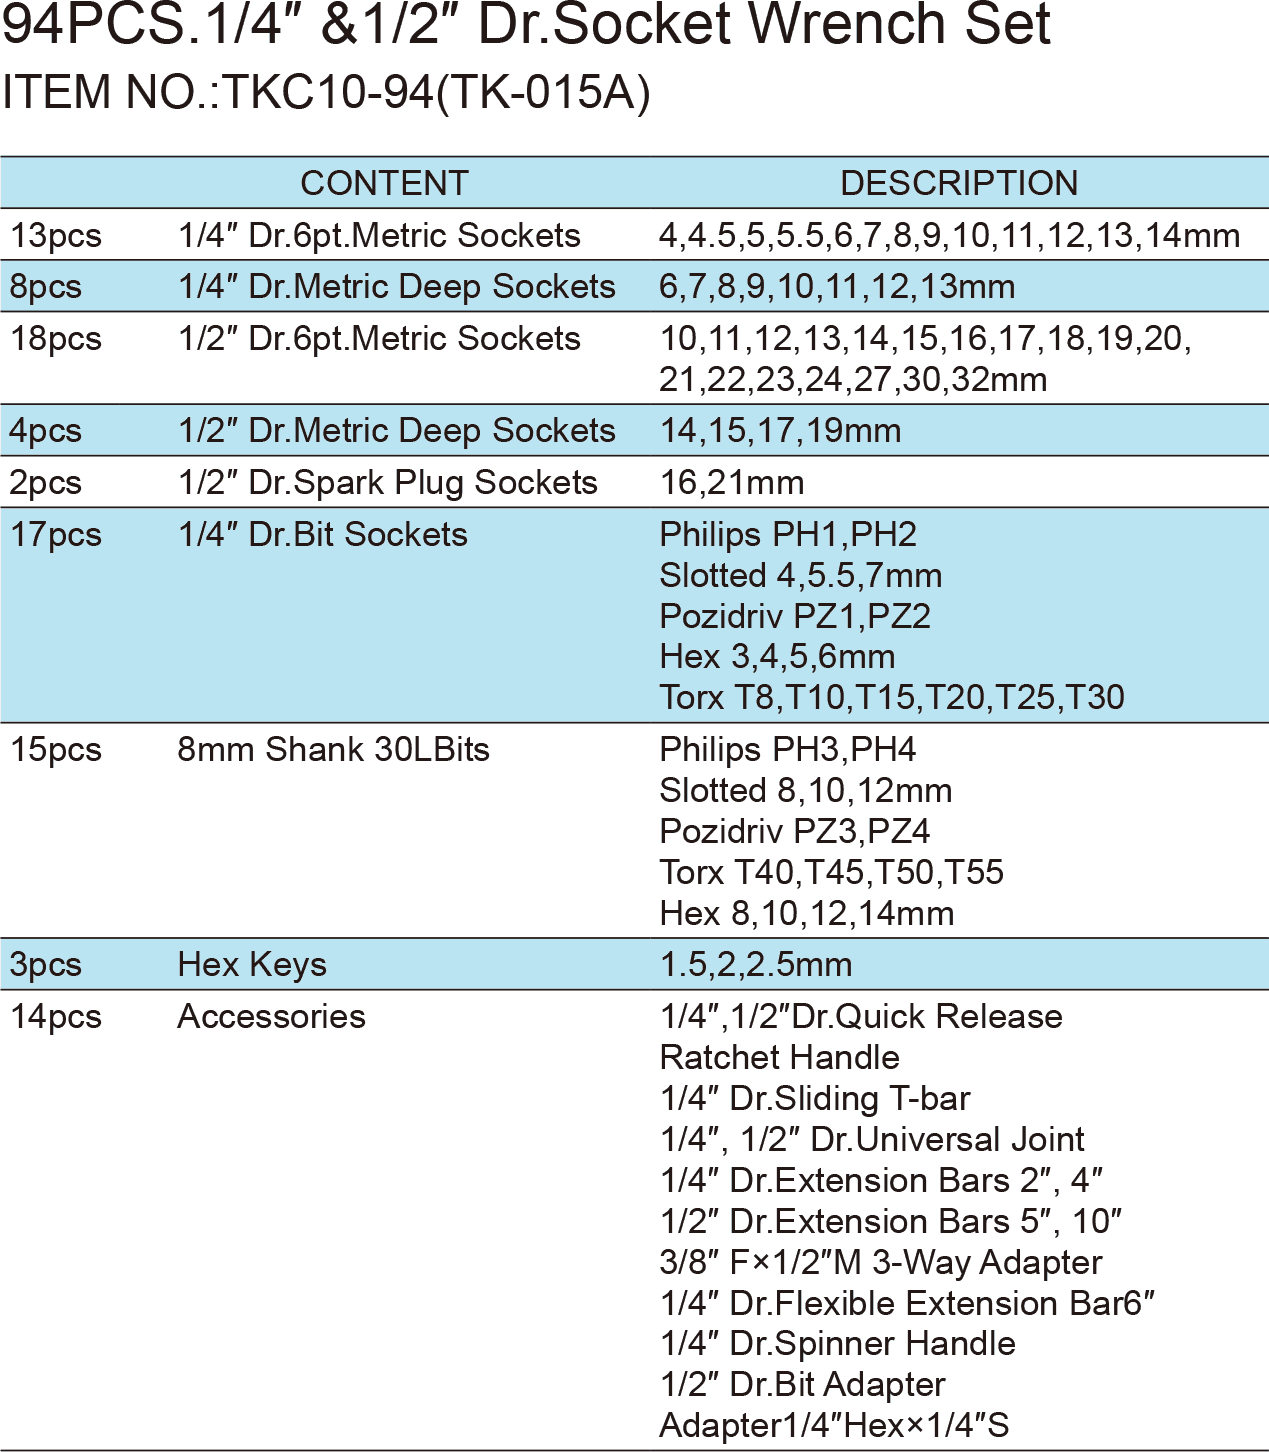 94PCS.1/4″ &1/2″ Dr.Socket Wrench Set
ITEM NO.:TKC10-94(TK-015A)
CONTENT DESCRIPTION
13pcs 1/4″ Dr.6pt.Metric Sockets 4,4.5,5,5.5,6,7,8,9,10,11,12,13,14mm
8pcs 1/4″ Dr.Metric Deep Sockets 6,7,8,9,10,11,12,13mm
18pcs 1/2″ Dr.6pt.Metric Sockets 10,11,12,13,14,15,16,17,18,19,20,
21,22,23,24,27,30,32mm
4pcs 1/2″ Dr.Metric Deep Sockets 14,15,17,19mm
2pcs 1/2″ Dr.Spark Plug Sockets 16,21mm
17pcs 1/4″ Dr.Bit Sockets Philips PH1,PH2
Slotted 4,5.5,7mm
Pozidriv PZ1,PZ2
Hex 3,4,5,6mm
Torx T8,T10,T15,T20,T25,T30
15pcs 8mm Shank 30LBits Philips PH3,PH4
Slotted 8,10,12mm
Pozidriv PZ3,PZ4
Torx T40,T45,T50,T55
Hex 8,10,12,14mm
3pcs Hex Keys 1.5,2,2.5mm
14pcs Accessories 1/4″,1/2″Dr.Quick Release
Ratchet Handle
1/4″ Dr.Sliding T-bar
1/4″, 1/2″ Dr.Universal Joint
1/4″ Dr.Extension Bars 2″, 4″
1/2″ Dr.Extension Bars 5″, 10″
3/8″ F×1/2″M 3-Way Adapter
1/4″ Dr.Flexible Extension Bar6″
1/4″ Dr.Spinner Handle
1/2″ Dr.Bit Adapter
Adapter1/4″Hex×1/4″S